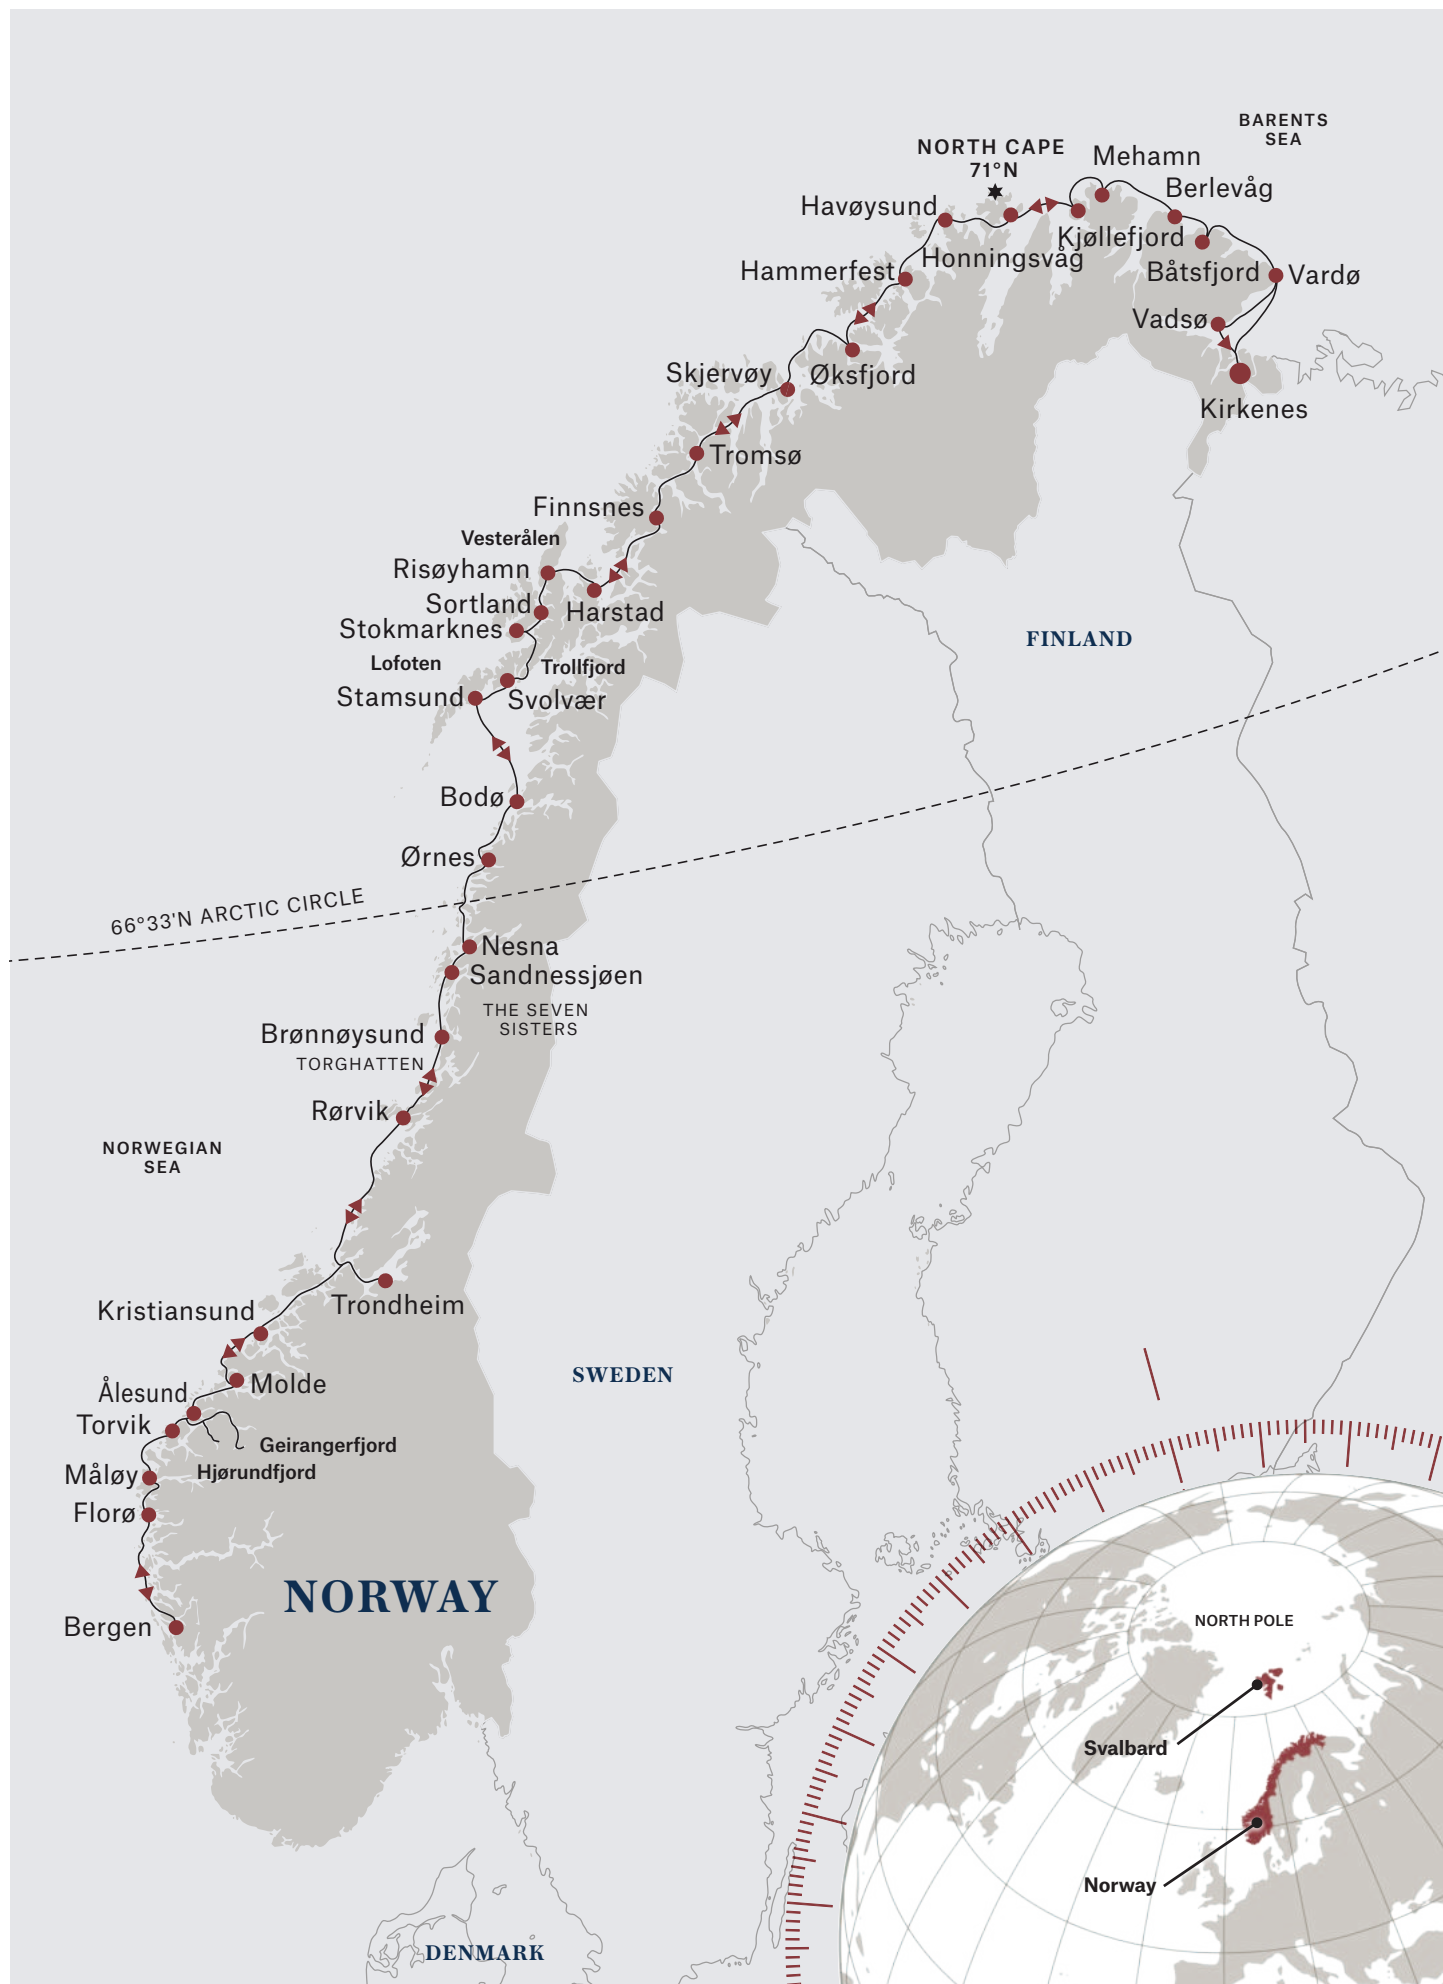 BARENTS
SEA
NORTH CAPE
71°N
Mehamn
Berlevåg
Havøysund
Kjøllefjord
Honningsvåg
Hammerfest
Båtsfjord
Vardø
Vadsø
Skjervøy
Øksfjord
Kirkenes
Tromsø
Finnsnes
Vesterålen
Risøyhamn
Sortland
Harstad
Stokmarknes
FINLAND
Lofoten
Trollfjord
Stamsund
Svolvær
Bodø
Ørnes
66°33'N ARCTIC CIRCLE
Nesna
Sandnessjøen
THE SEVEN
SISTERS
Brønnøysund
TORGHATTEN
Rørvik
NORWEGIAN
SEA
Trondheim
Kristiansund
SWEDEN
Molde
Ålesund
Torvik
Geirangerfjord
Hjørundfjord
Måløy
Florø
NORWAY
Bergen
NORTH POLE
Svalbard
Norway
DENMARK